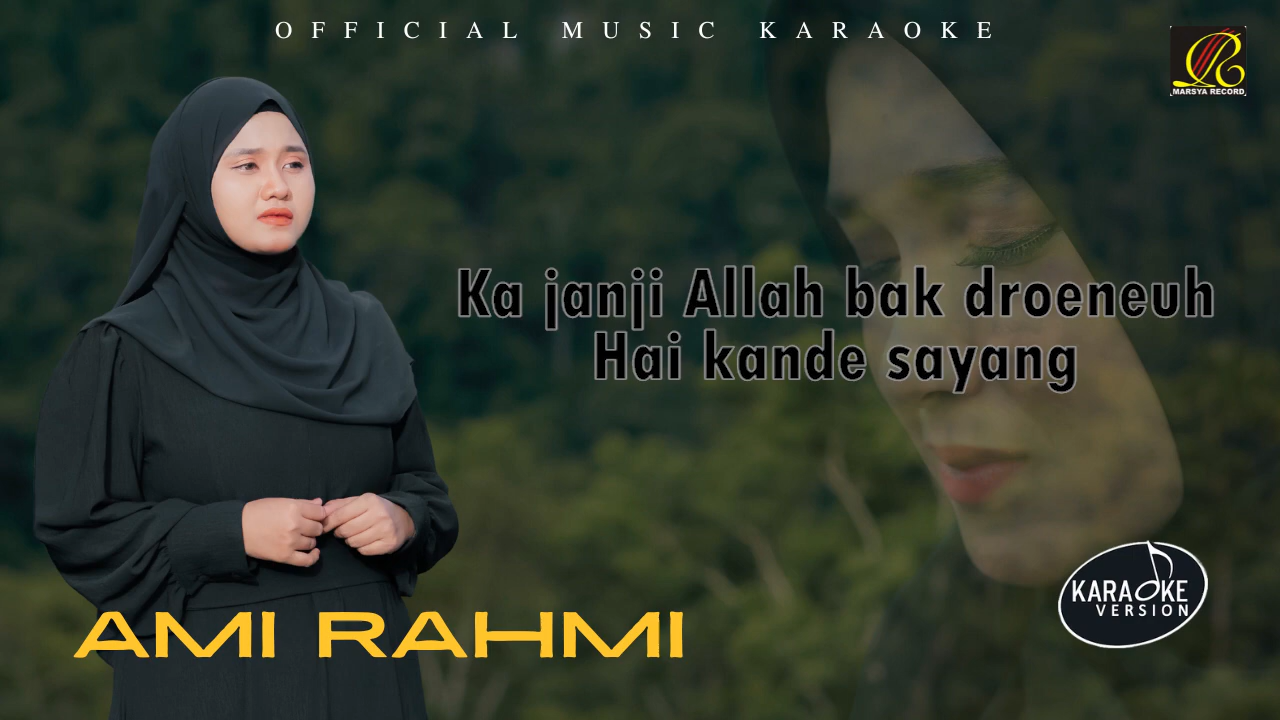 OFFICIAL MUSIC KARAOKE
MARSYA RECORD
Ka janji Allah bak droeneuh
Hai kande sayang
KARAOKE
VERSION
AMI RAHMI